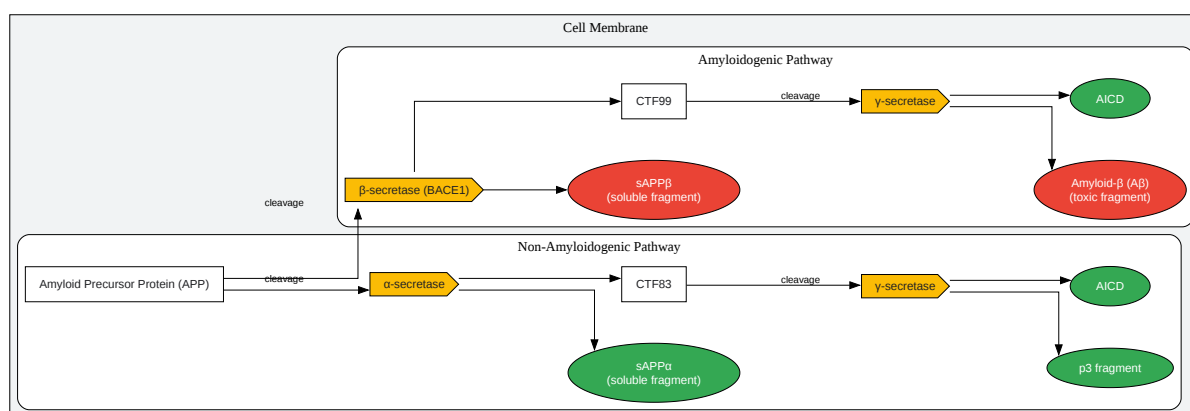 Cell Membrane
Amyloidogenic Pathway
CTF99
cleavage
γ-secretase
AICD
β-secretase (BACE1)
sAPPβ
(soluble fragment)
Amyloid-β (Aβ)
(toxic fragment)
cleavage
Non-Amyloidogenic Pathway
Amyloid Precursor Protein (APP)
cleavage
α-secretase
CTF83
cleavage
γ-secretase
AICD
sAPPα
(soluble fragment)
p3 fragment